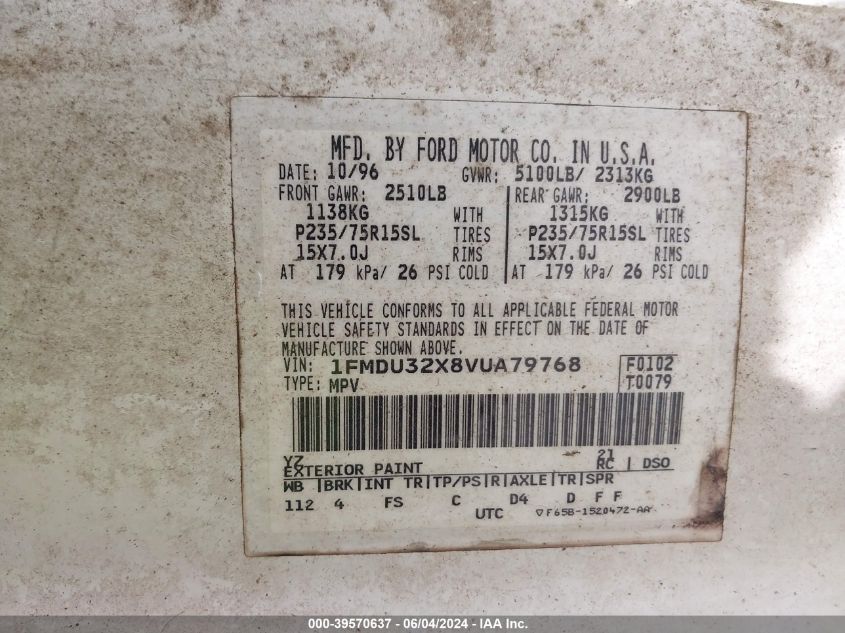 MFD. BY FORD MOTOR CO. IN U.S.A.
DATE: 10/96 GVWR: 5100LB/ 2313KG
FRONT GAWR: 2510LB REAR GAWR: 2900LB
1138KG WITH 1315KG WITH
P235/75R15SL TIRES P235/75R15SL TIRES
15X7.0J RIMS 15X7.0J RIMS
AT 179 kPa/ 26 PSI COLD AT 179 kPa/ 26 PSI COLD
THIS VEHICLE CONFORMS TO ALL APPLICABLE FEDERAL MOTOR
VEHICLE SAFETY STANDARDS IN EFFECT ON THE DATE OF
MANUFACTURE SHOWN ABOVE.
VIN: 1FMDU32X8VUA79768 F0102
TYPE: MPV T0079
YZ 21
EXTERIOR PAINT RC | DSO
WB |BRK|INT TR|TP/PS|R|AXLE|TR|SPR
112 4 FS C D4 D F F
UTC ▽F65B-1520472-AA
000-39570637 - 06/04/2024 - IAA Inc.